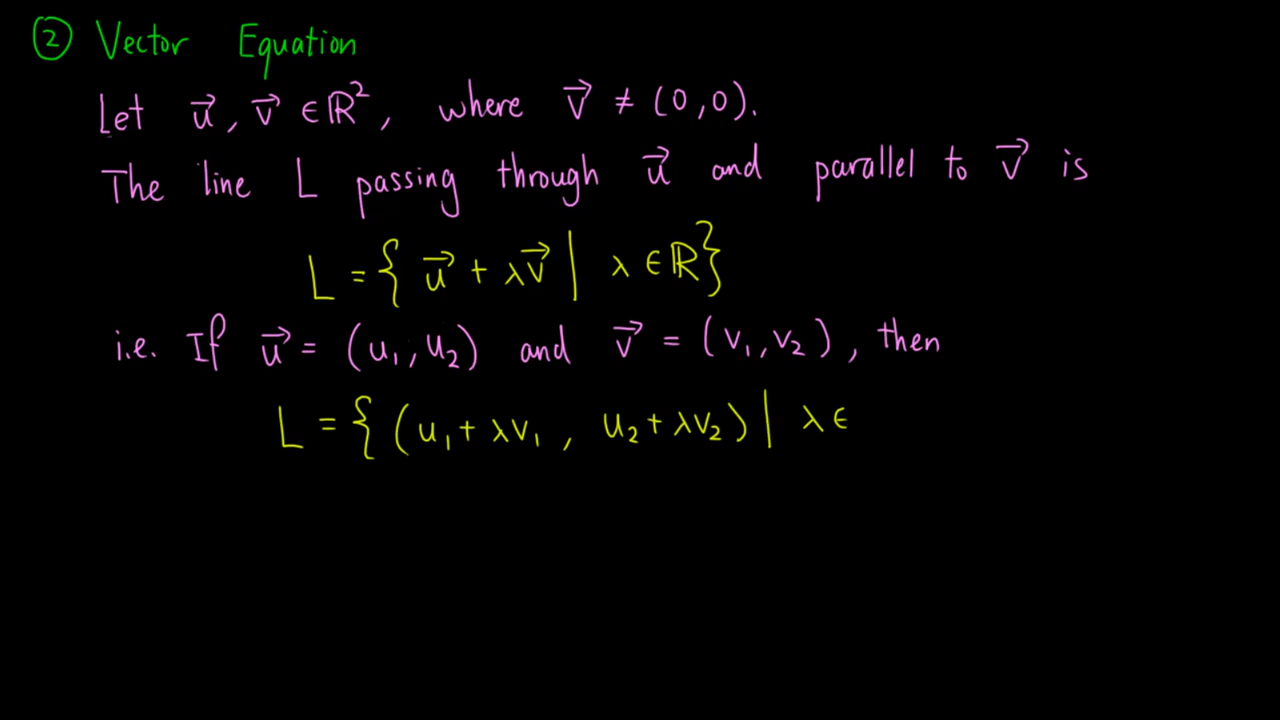 ② Vector Equation
Let u⃗, v⃗ ∈ ℝ², where v⃗ ≠ (0,0).
The line L passing through u⃗ and parallel to v⃗ is
L = { u⃗ + λv⃗ | λ ∈ ℝ }
i.e. If u⃗ = (u₁, u₂) and v⃗ = (v₁, v₂), then
L = { (u₁ + λv₁, u₂ + λv₂) | λ ∈